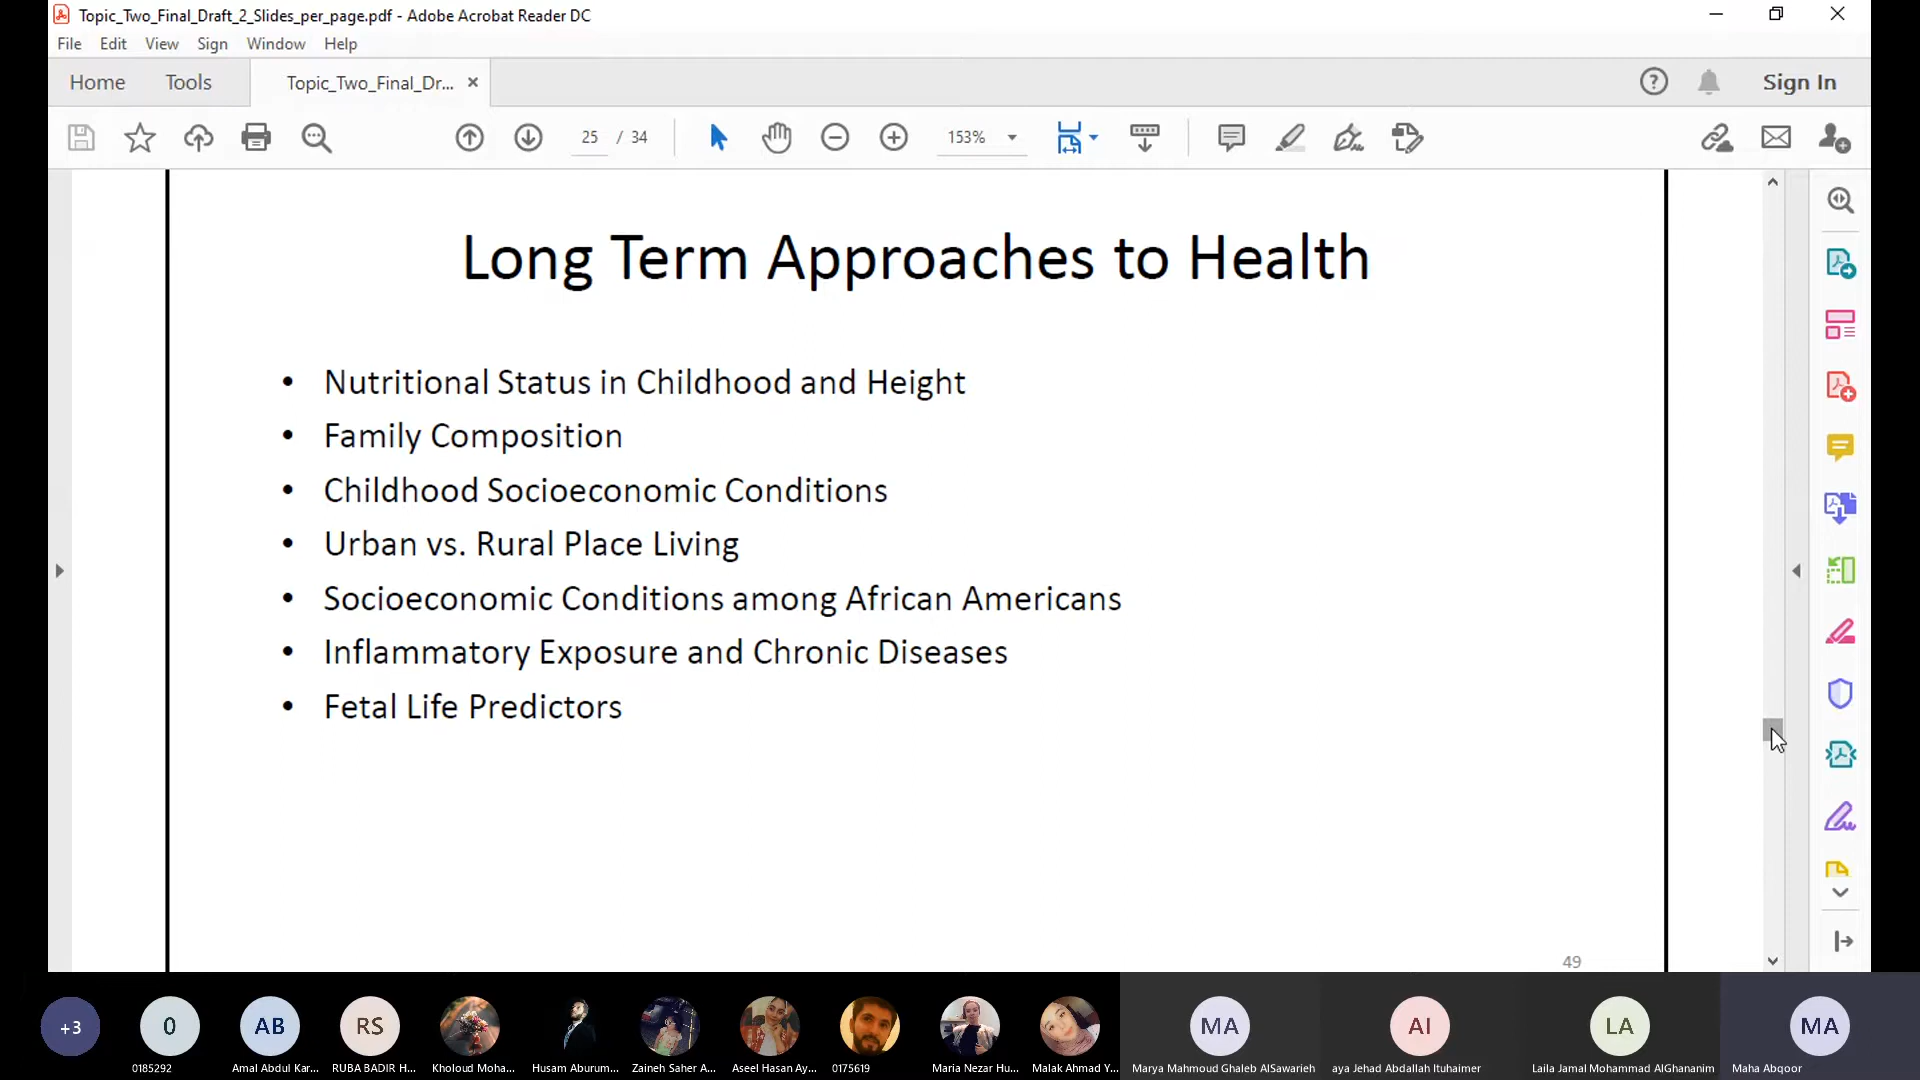 Topic_Two_Final_Draft_2_Slides_per_page.pdf - Adobe Acrobat Reader DC
File Edit View Sign Window Help
Home Tools Topic_Two_Final_Dr... × Sign In
25 / 34 153%
Long Term Approaches to Health
• Nutritional Status in Childhood and Height
• Family Composition
• Childhood Socioeconomic Conditions
• Urban vs. Rural Place Living
• Socioeconomic Conditions among African Americans
• Inflammatory Exposure and Chronic Diseases
• Fetal Life Predictors
49
+3 0 AB RS MA AI LA MA
0185292 Amal Abdul Kar... RUBA BADIR H... Kholoud Moha... Husam Aburum... Zaineh Saher A... Aseel Hasan Ay... 0175619 Maria Nezar Hu... Malak Ahmad Y... Marya Mahmoud Ghaleb AlSawarieh aya Jehad Abdallah Ituhaimer Laila Jamal Mohammad AlGhananim Maha Abqoor